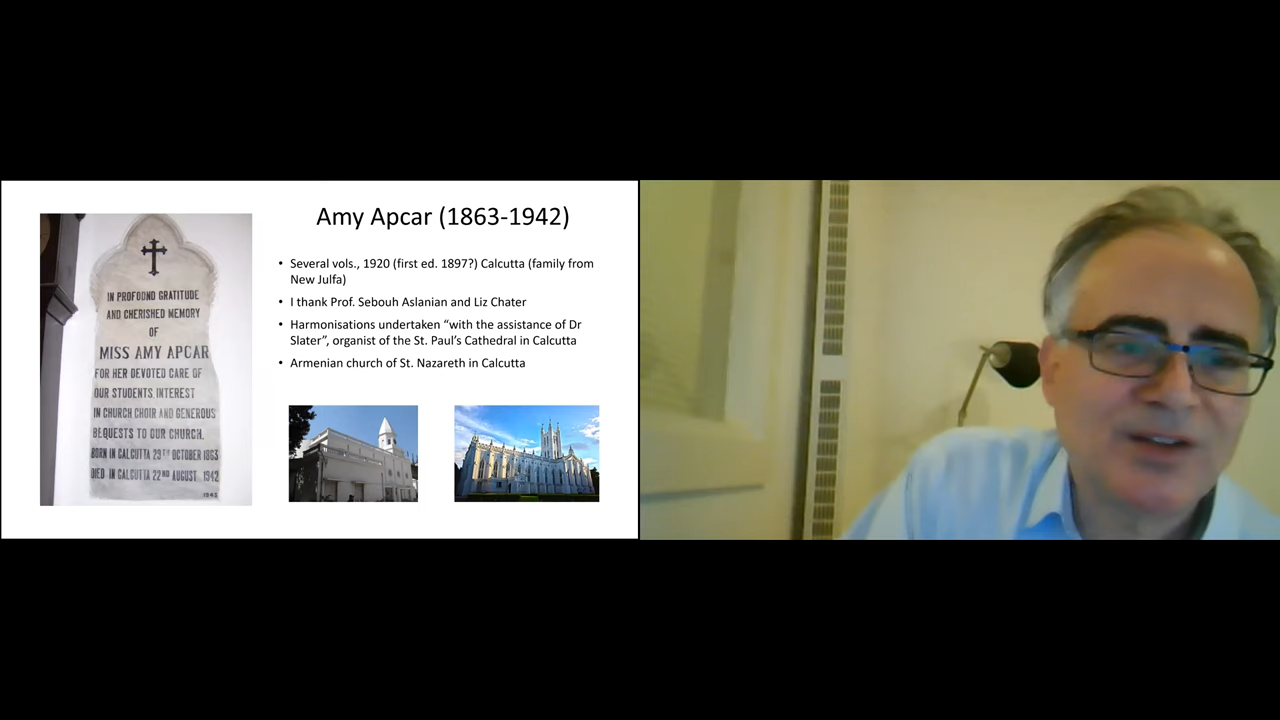 IN PROFOUND GRATITUDE
AND CHERISHED MEMORY
OF
MISS AMY APCAR
FOR HER DEVOTED CARE OF
OUR STUDENTS, INTEREST
IN CHURCH CHOIR AND GENEROUS
BEQUESTS TO OUR CHURCH.
BORN IN CALCUTTA 29TH OCTOBER 1863
DIED IN CALCUTTA 22ND AUGUST 1942
1945
Amy Apcar (1863-1942)
• Several vols., 1920 (first ed. 1897?) Calcutta (family from
New Julfa)
• I thank Prof. Sebouh Aslanian and Liz Chater
• Harmonisations undertaken “with the assistance of Dr
Slater”, organist of the St. Paul’s Cathedral in Calcutta
• Armenian church of St. Nazareth in Calcutta